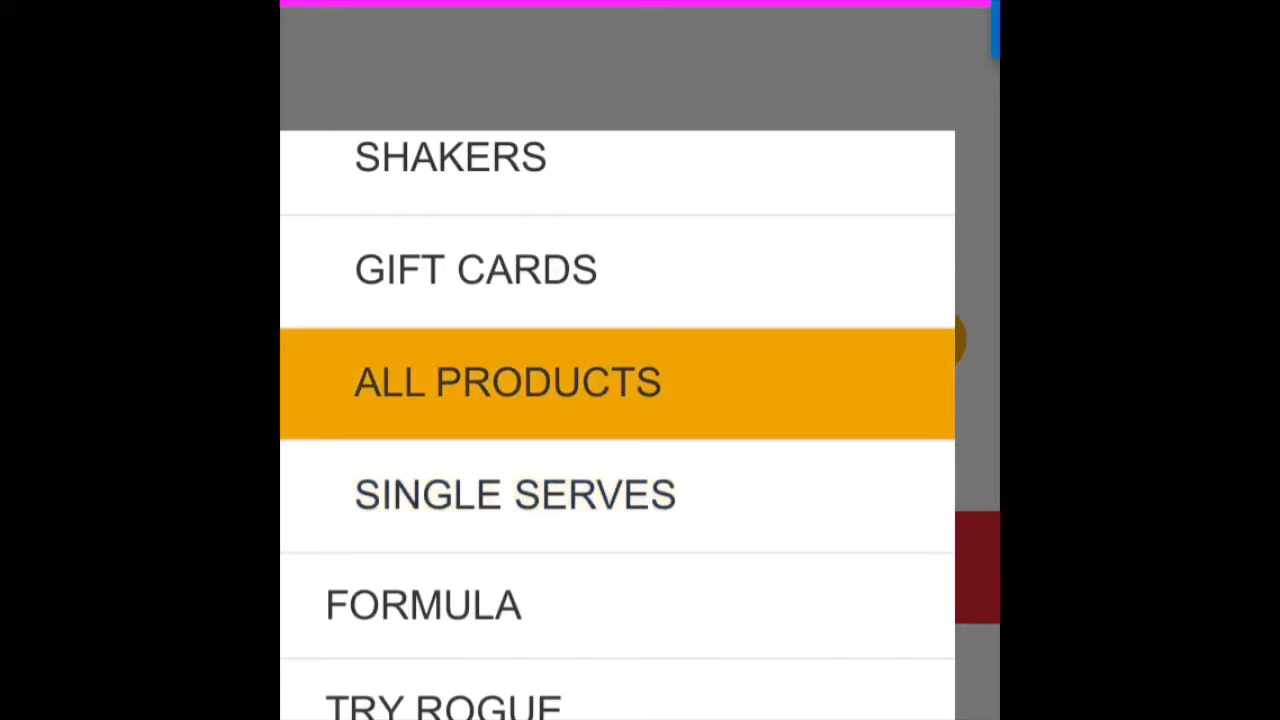 SHAKERS
GIFT CARDS
ALL PRODUCTS
SINGLE SERVES
FORMULA
TRY ROGUE